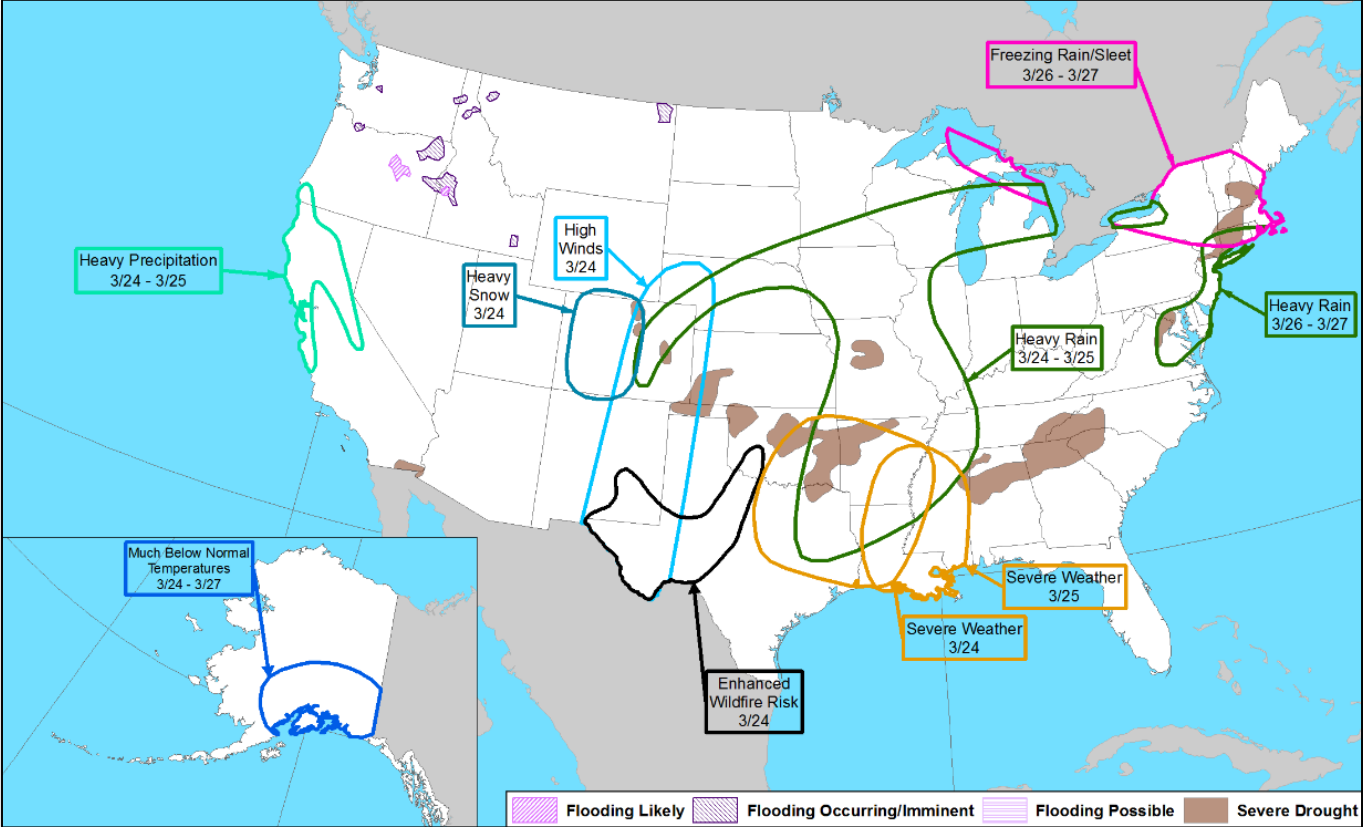 Freezing Rain/Sleet
3/26 - 3/27
High
Winds
3/24
Heavy Precipitation
3/24 - 3/25
Heavy
Snow
3/24
Heavy Rain
3/26 - 3/27
Heavy Rain
3/24 - 3/25
Much Below Normal
Temperatures
3/24 - 3/27
Severe Weather
3/25
Severe Weather
3/24
Enhanced
Wildfire Risk
3/24
Flooding Likely
Flooding Occurring/Imminent
Flooding Possible
Severe Drought